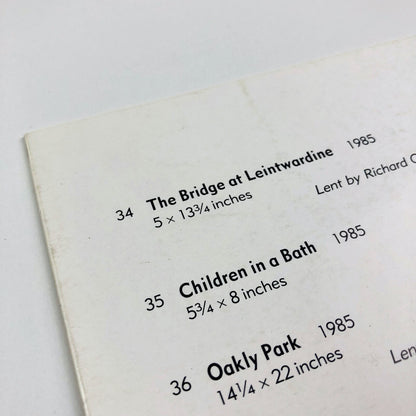 34 The Bridge at Leintwardine 1985
5 × 13¾ inches Lent by Richard
35 Children in a Bath 1985
5¾ × 8 inches
36 Oakly Park 1985
14¼ × 22 inches